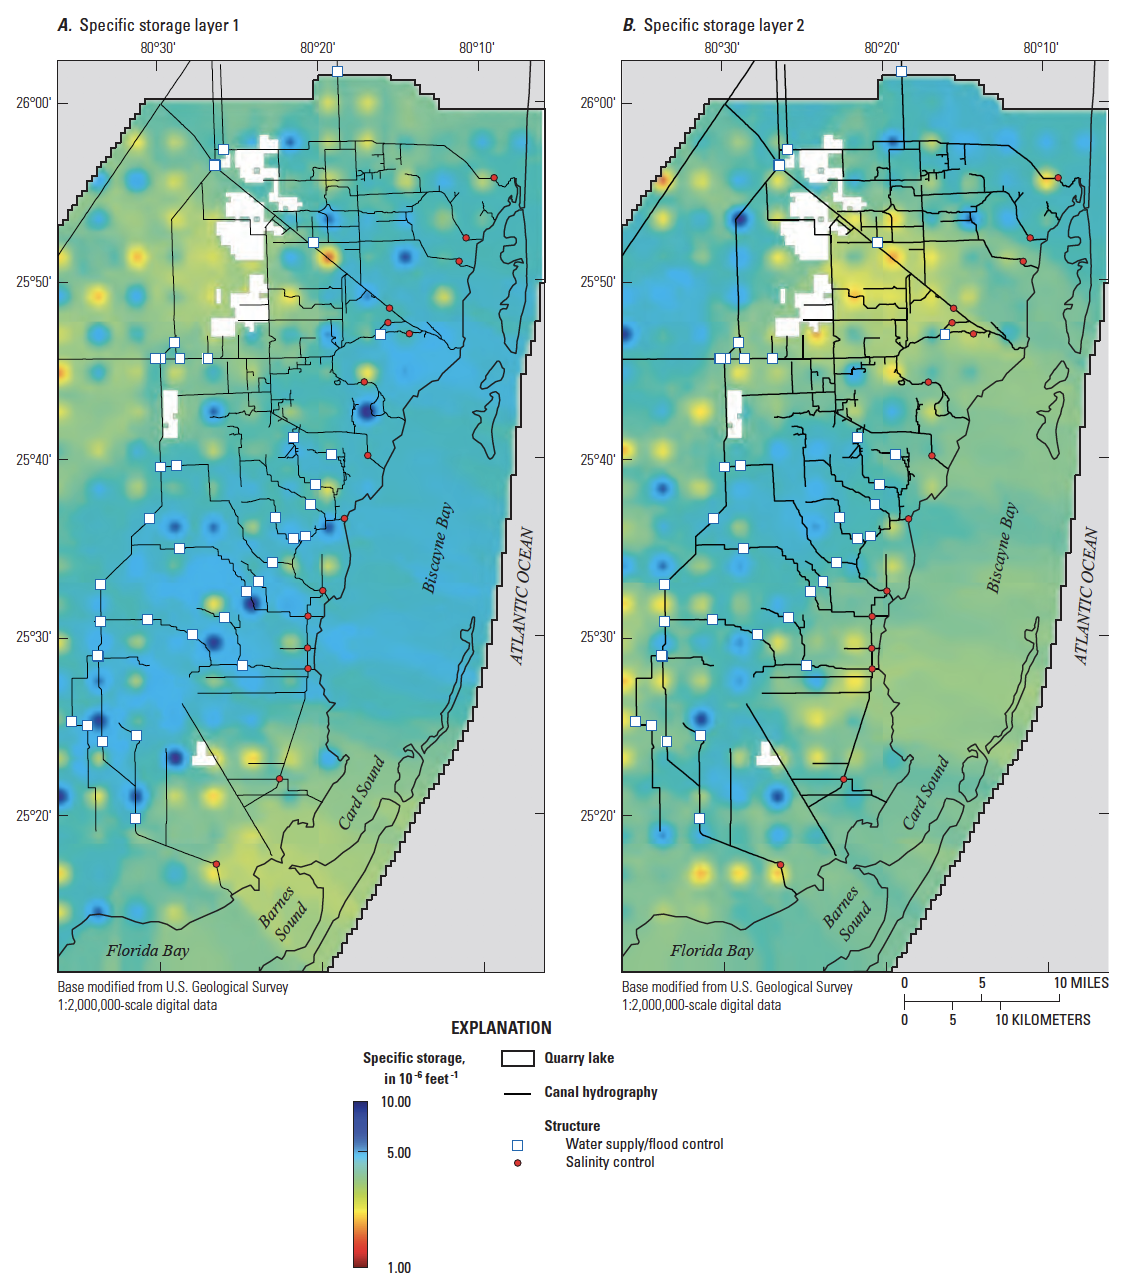 A. Specific storage layer 1
80°30'
80°20'
80°10'
26°00'
25°50'
25°40'
25°30'
25°20'
Biscayne Bay
ATLANTIC OCEAN
Card Sound
Barnes
Sound
Florida Bay
Base modified from U.S. Geological Survey
1:2,000,000-scale digital data
B. Specific storage layer 2
80°30'
80°20'
80°10'
26°00'
25°50'
25°40'
25°30'
25°20'
Biscayne Bay
ATLANTIC OCEAN
Card Sound
Barnes
Sound
Florida Bay
Base modified from U.S. Geological Survey
1:2,000,000-scale digital data
0 5 10 MILES
0 5 10 KILOMETERS
EXPLANATION
Specific storage,
in 10-6 feet-1
10.00
5.00
1.00
Quarry lake
Canal hydrography
Structure
Water supply/flood control
Salinity control